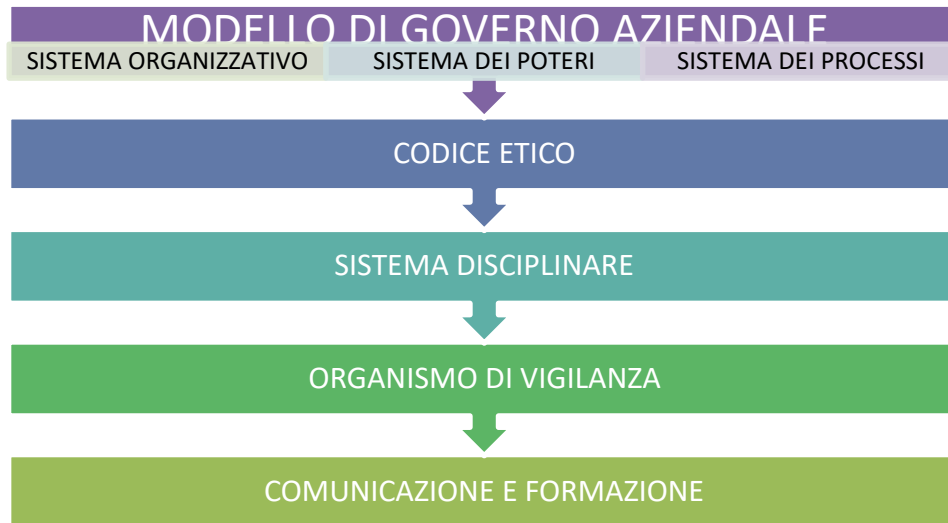 MODELLO DI GOVERNO AZIENDALE
SISTEMA ORGANIZZATIVO SISTEMA DEI POTERI SISTEMA DEI PROCESSI
CODICE ETICO
SISTEMA DISCIPLINARE
ORGANISMO DI VIGILANZA
COMUNICAZIONE E FORMAZIONE